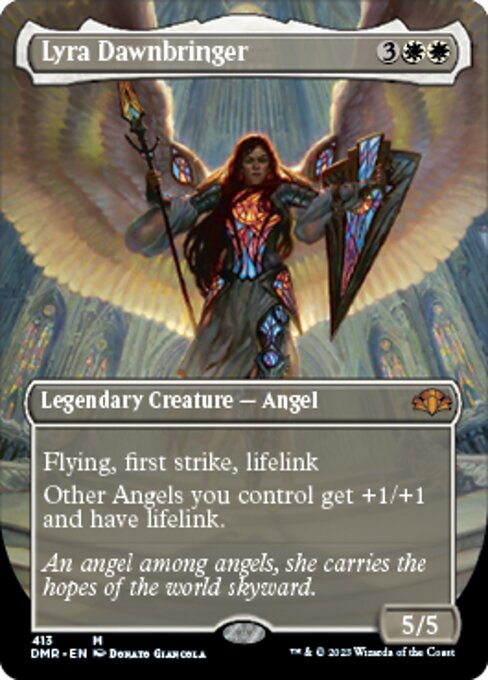 Lyra Dawnbringer 3
Legendary Creature — Angel
Flying, first strike, lifelink
Other Angels you control get +1/+1
and have lifelink.
An angel among angels, she carries the
hopes of the world skyward.
5/5
413 M
DMR • EN Donato Giancola ™ & © 2023 Wizards of the Coast